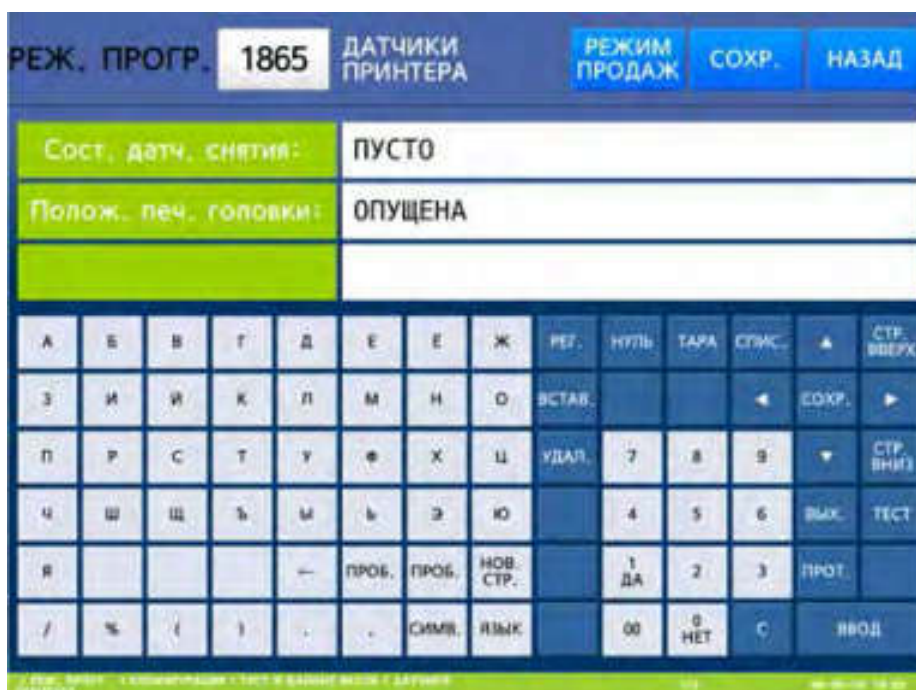 РЕЖ. ПРОГР. 1865 ДАТЧИКИ ПРИНТЕРА РЕЖИМ ПРОДАЖ СОХР. НАЗАД
Сост. датч. снятия: ПУСТО
Полож. печ. головки: ОПУЩЕНА
А Б В Г Д Е Ё Ж РЕГ. НУЛЬ ТАРА СПИС. ▲ СТР. ВВЕРХ
З И Й К Л М Н О ВСТАВ. ◄ СОХР. ►
П Р С Т У Ф Х Ц УДАЛ. 7 8 9 ▼ СТР. ВНИЗ
Ч Ш Щ Ъ Ы Ь Э Ю 4 5 6 ВЫХ. ТЕСТ
Я ← ПРОБ. ПРОБ. НОВ. СТР. 1 ДА 2 3 ПРОТ.
/ % ( ) . СИМВ. ЯЗЫК 00 0 НЕТ С ВВОД